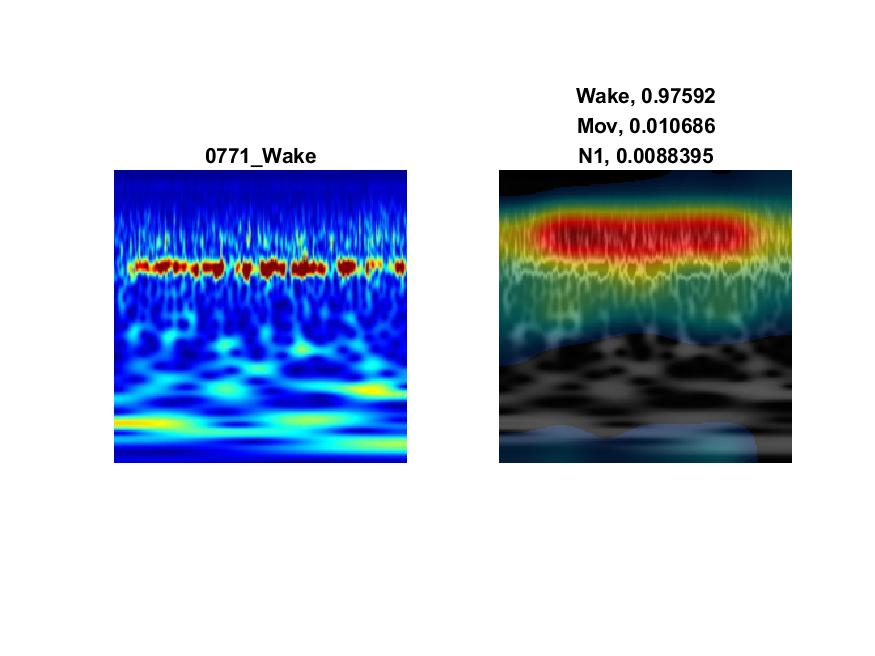 0771_Wake
Wake, 0.97592
Mov, 0.010686
N1, 0.0088395